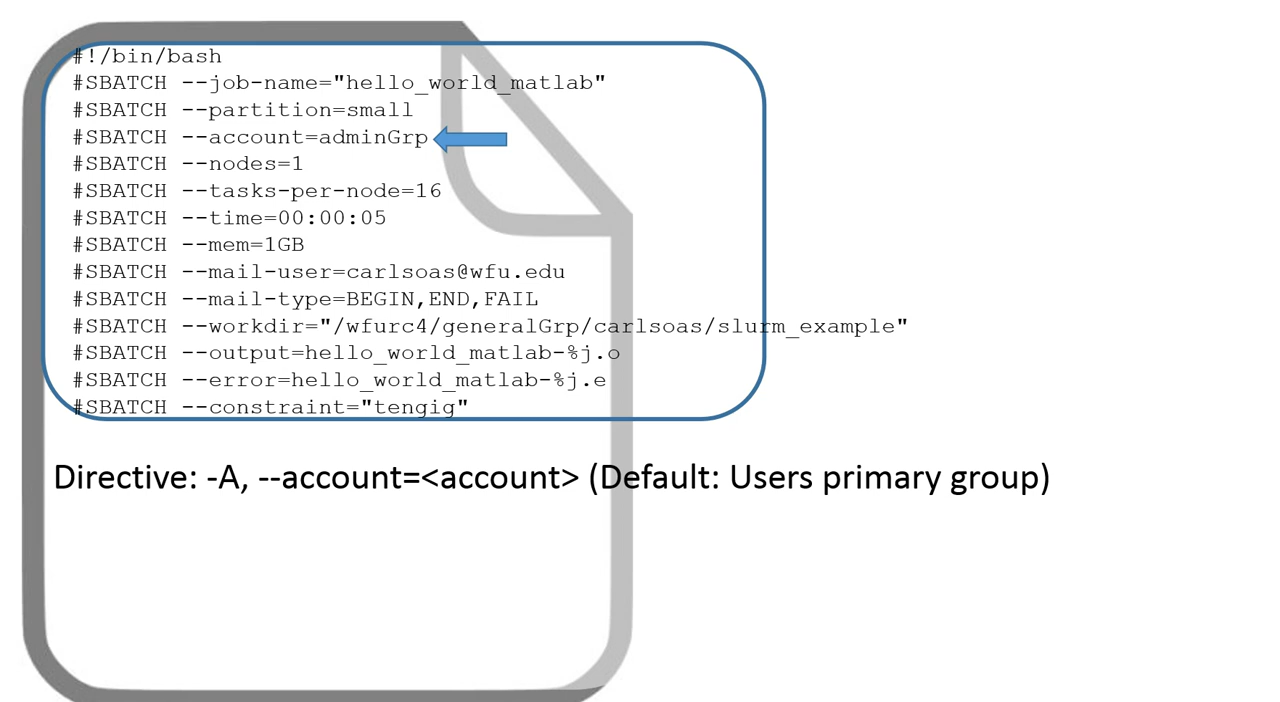 #!/bin/bash
#SBATCH --job-name="hello_world_matlab"
#SBATCH --partition=small
#SBATCH --account=adminGrp
#SBATCH --nodes=1
#SBATCH --tasks-per-node=16
#SBATCH --time=00:00:05
#SBATCH --mem=1GB
#SBATCH --mail-user=carlsoas@wfu.edu
#SBATCH --mail-type=BEGIN,END,FAIL
#SBATCH --workdir="/wfurc4/generalGrp/carlsoas/slurm_example"
#SBATCH --output=hello_world_matlab-%j.o
#SBATCH --error=hello_world_matlab-%j.e
#SBATCH --constraint="tengig"
Directive: -A, --account=<account> (Default: Users primary group)